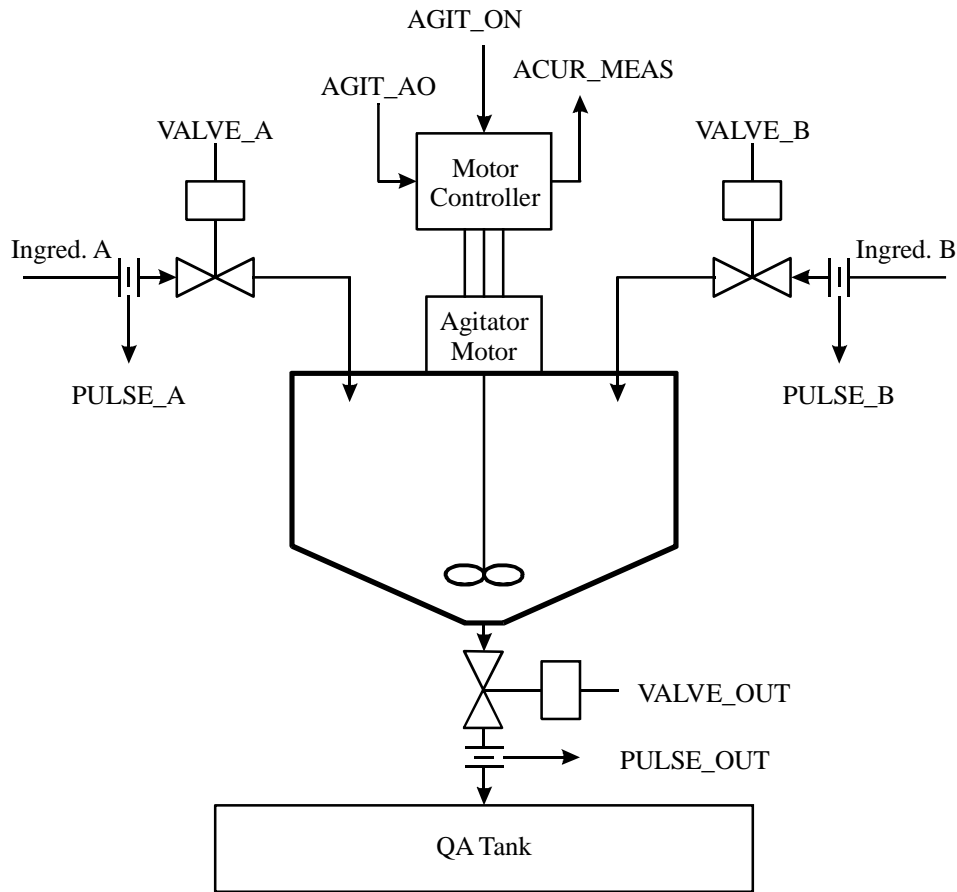 AGIT_ON
AGIT_AO
ACUR_MEAS
VALVE_A
VALVE_B
Motor
Controller
Ingred. A
Ingred. B
Agitator
Motor
PULSE_A
PULSE_B
VALVE_OUT
PULSE_OUT
QA Tank